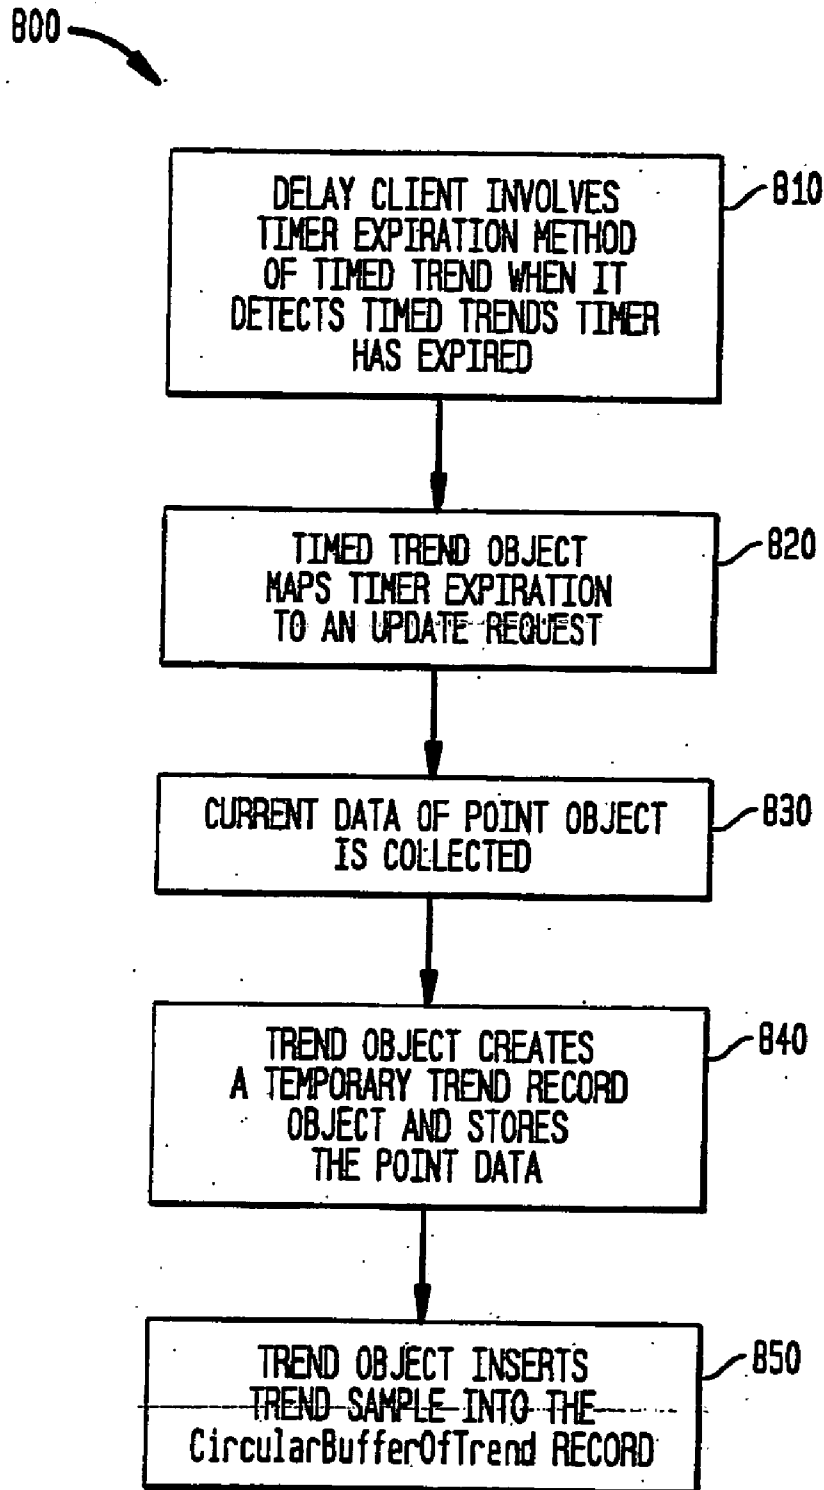 800
DELAY CLIENT INVOLVES
TIMER EXPIRATION METHOD
OF TIMED TREND WHEN IT
DETECTS TIMED TRENDS TIMER
HAS EXPIRED
810
TIMED TREND OBJECT
MAPS TIMER EXPIRATION
TO AN UPDATE REQUEST
820
CURRENT DATA OF POINT OBJECT
IS COLLECTED
830
TREND OBJECT CREATES
A TEMPORARY TREND RECORD
OBJECT AND STORES
THE POINT DATA
840
TREND OBJECT INSERTS
TREND SAMPLE INTO THE
CircularBufferOfTrend RECORD
850